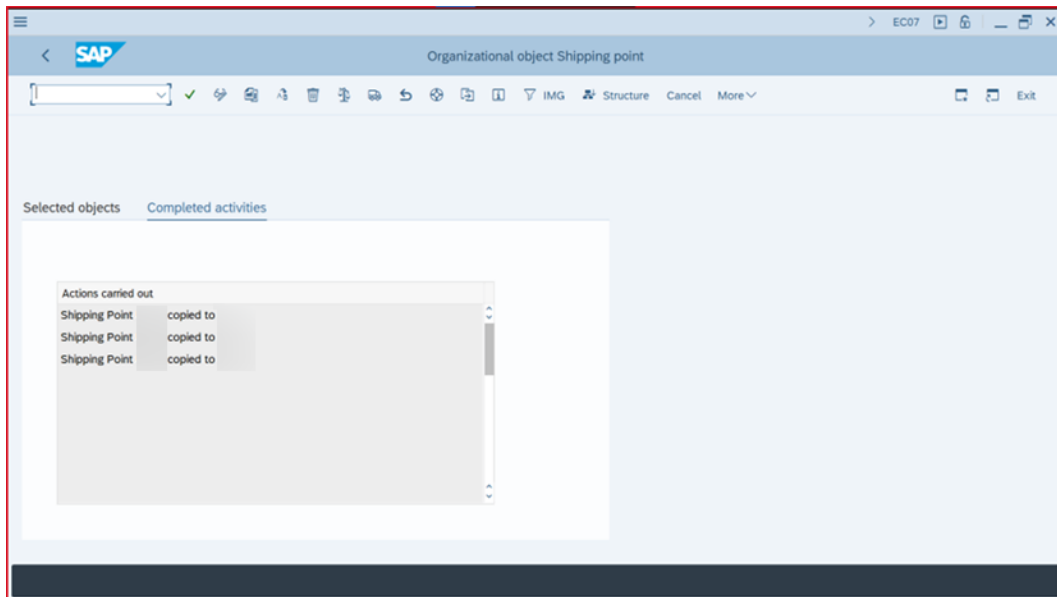 EC07
SAP
Organizational object Shipping point
IMG Structure Cancel More Exit
Selected objects Completed activities
Actions carried out
Shipping Point copied to
Shipping Point copied to
Shipping Point copied to